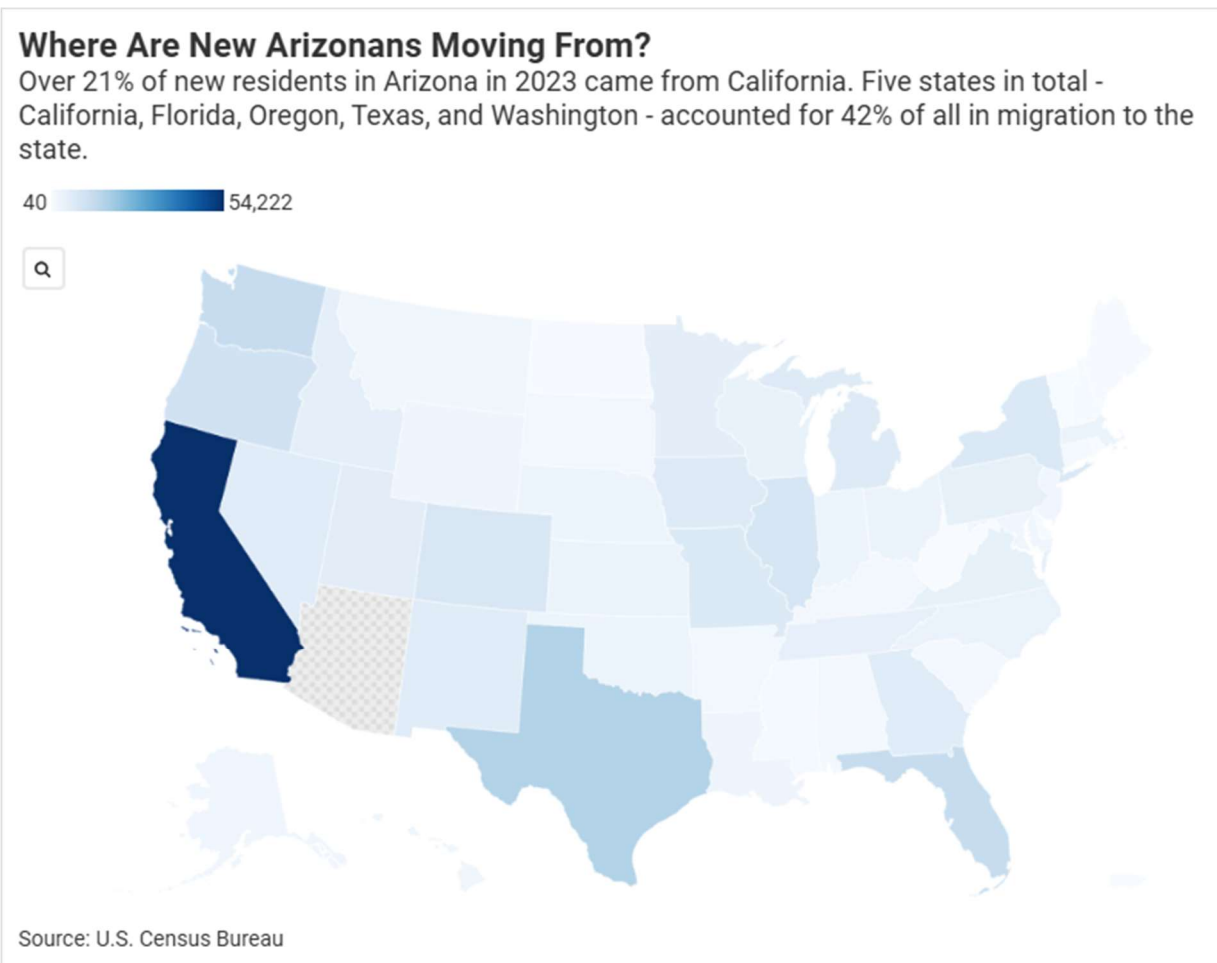 Where Are New Arizonans Moving From?
Over 21% of new residents in Arizona in 2023 came from California. Five states in total -
California, Florida, Oregon, Texas, and Washington - accounted for 42% of all in migration to the
state.
40 54,222
Source: U.S. Census Bureau